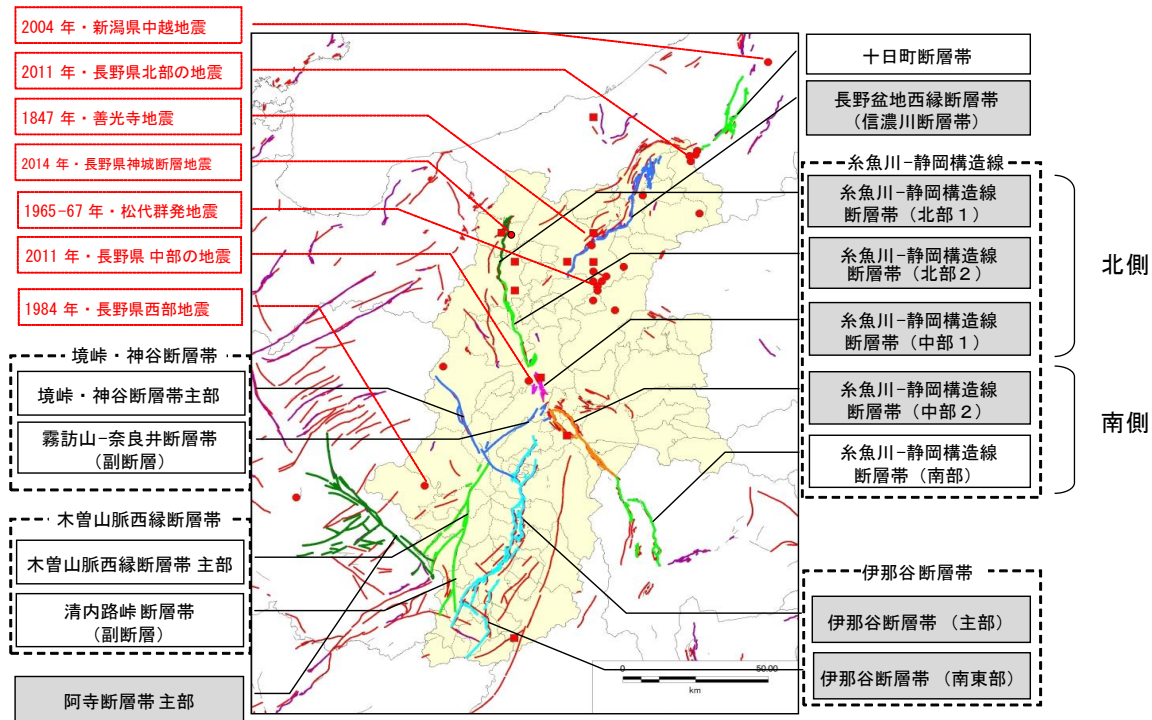 2004 年・新潟県中越地震
2011 年・長野県北部の地震
1847 年・善光寺地震
2014 年・長野県神城断層地震
1965-67 年・松代群発地震
2011 年・長野県 中部の地震
1984 年・長野県西部地震
境峠・神谷断層帯
境峠・神谷断層帯主部
霧訪山−奈良井断層帯
(副断層)
木曽山脈西縁断層帯
木曽山脈西縁断層帯 主部
清内路峠断層帯
(副断層)
阿寺断層帯 主部
十日町断層帯
長野盆地西縁断層帯
(信濃川断層帯)
糸魚川−静岡構造線
糸魚川−静岡構造線
断層帯(北部1)
糸魚川−静岡構造線
断層帯(北部2)
糸魚川−静岡構造線
断層帯(中部1)
糸魚川−静岡構造線
断層帯(中部2)
糸魚川−静岡構造線
断層帯(南部)
北側
南側
伊那谷断層帯
伊那谷断層帯 (主部)
伊那谷断層帯 (南東部)
0 50.00
km